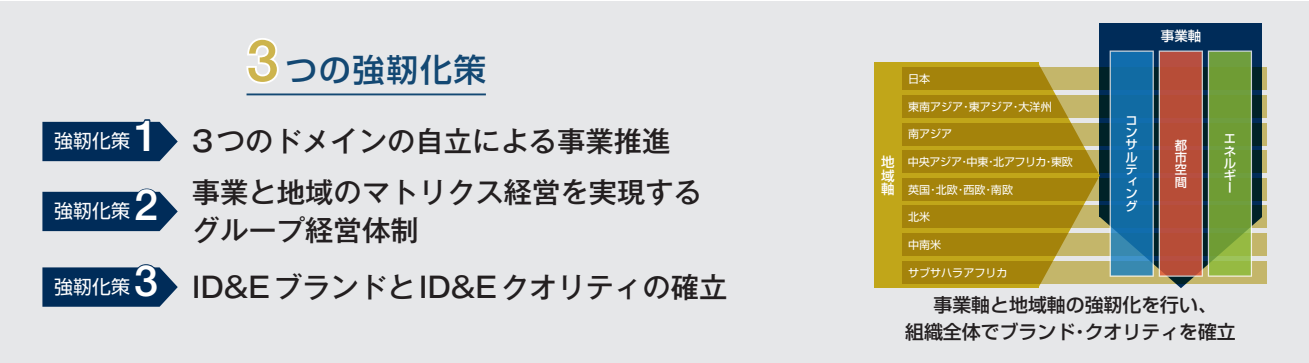 3つの強靭化策
強靭化策1 3つのドメインの自立による事業推進
強靭化策2 事業と地域のマトリクス経営を実現する
グループ経営体制
強靭化策3 ID&EブランドとID&Eクオリティの確立
事業軸
コンサルティング
都市空間
エネルギー
地域軸
日本
東南アジア・東アジア・大洋州
南アジア
中央アジア・中東・北アフリカ・東欧
英国・北欧・西欧・南欧
北米
中南米
サブサハラアフリカ
事業軸と地域軸の強靭化を行い、
組織全体でブランド・クオリティを確立